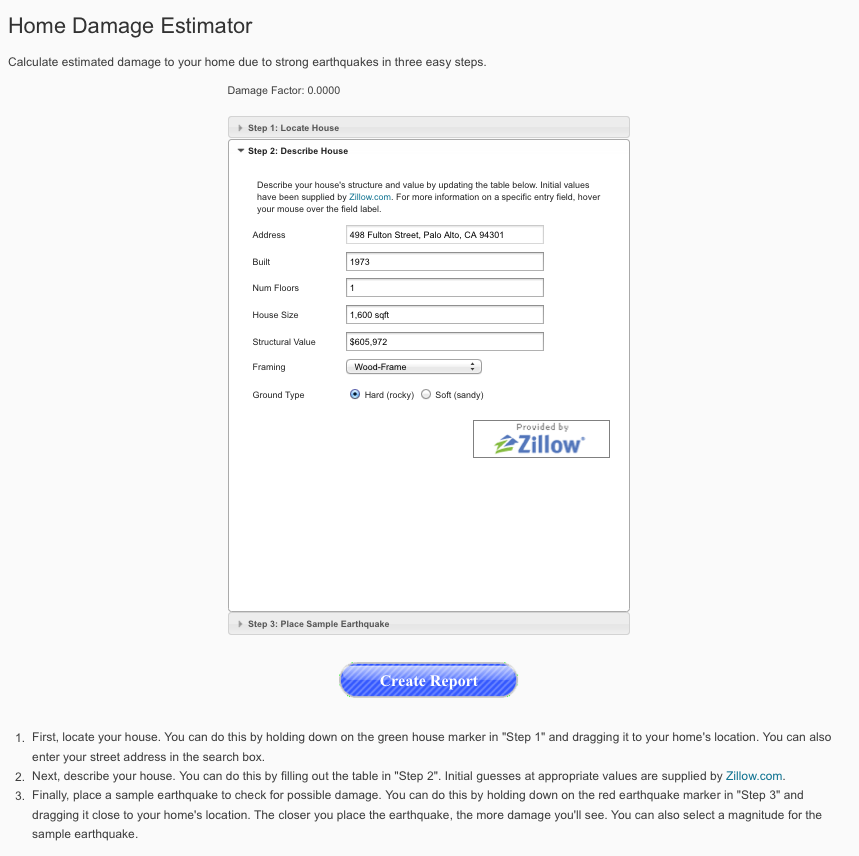 Home Damage Estimator
Calculate estimated damage to your home due to strong earthquakes in three easy steps.
Damage Factor: 0.0000
Step 1: Locate House
Step 2: Describe House
Describe your house's structure and value by updating the table below. Initial values
have been supplied by Zillow.com. For more information on a specific entry field, hover
your mouse over the field label.
Address 498 Fulton Street, Palo Alto, CA 94301
Built 1973
Num Floors 1
House Size 1,600 sqft
Structural Value $605,972
Framing Wood-Frame
Ground Type Hard (rocky) Soft (sandy)
Provided by
Zillow
Step 3: Place Sample Earthquake
Create Report
1. First, locate your house. You can do this by holding down on the green house marker in "Step 1" and dragging it to your home's location. You can also
enter your street address in the search box.
2. Next, describe your house. You can do this by filling out the table in "Step 2". Initial guesses at appropriate values are supplied by Zillow.com.
3. Finally, place a sample earthquake to check for possible damage. You can do this by holding down on the red earthquake marker in "Step 3" and
dragging it close to your home's location. The closer you place the earthquake, the more damage you'll see. You can also select a magnitude for the
sample earthquake.